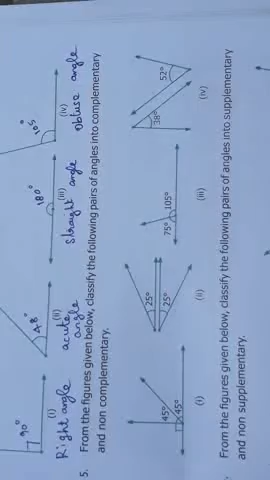 90° 48° 180° 105°
(i) (ii) (iii) (iv)
Right angle acute angle straight angle obtuse angle
5. From the figures given below, classify the following pairs of angles into complementary
and non complementary.
45° 45° 25° 25° 75° 105° 38° 52°
(i) (ii) (iii) (iv)
From the figures given below, classify the following pairs of angles into supplementary
and non supplementary.